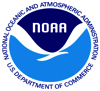 NATIONAL OCEANIC AND ATMOSPHERIC ADMINISTRATION
NOAA
U.S. DEPARTMENT OF COMMERCE